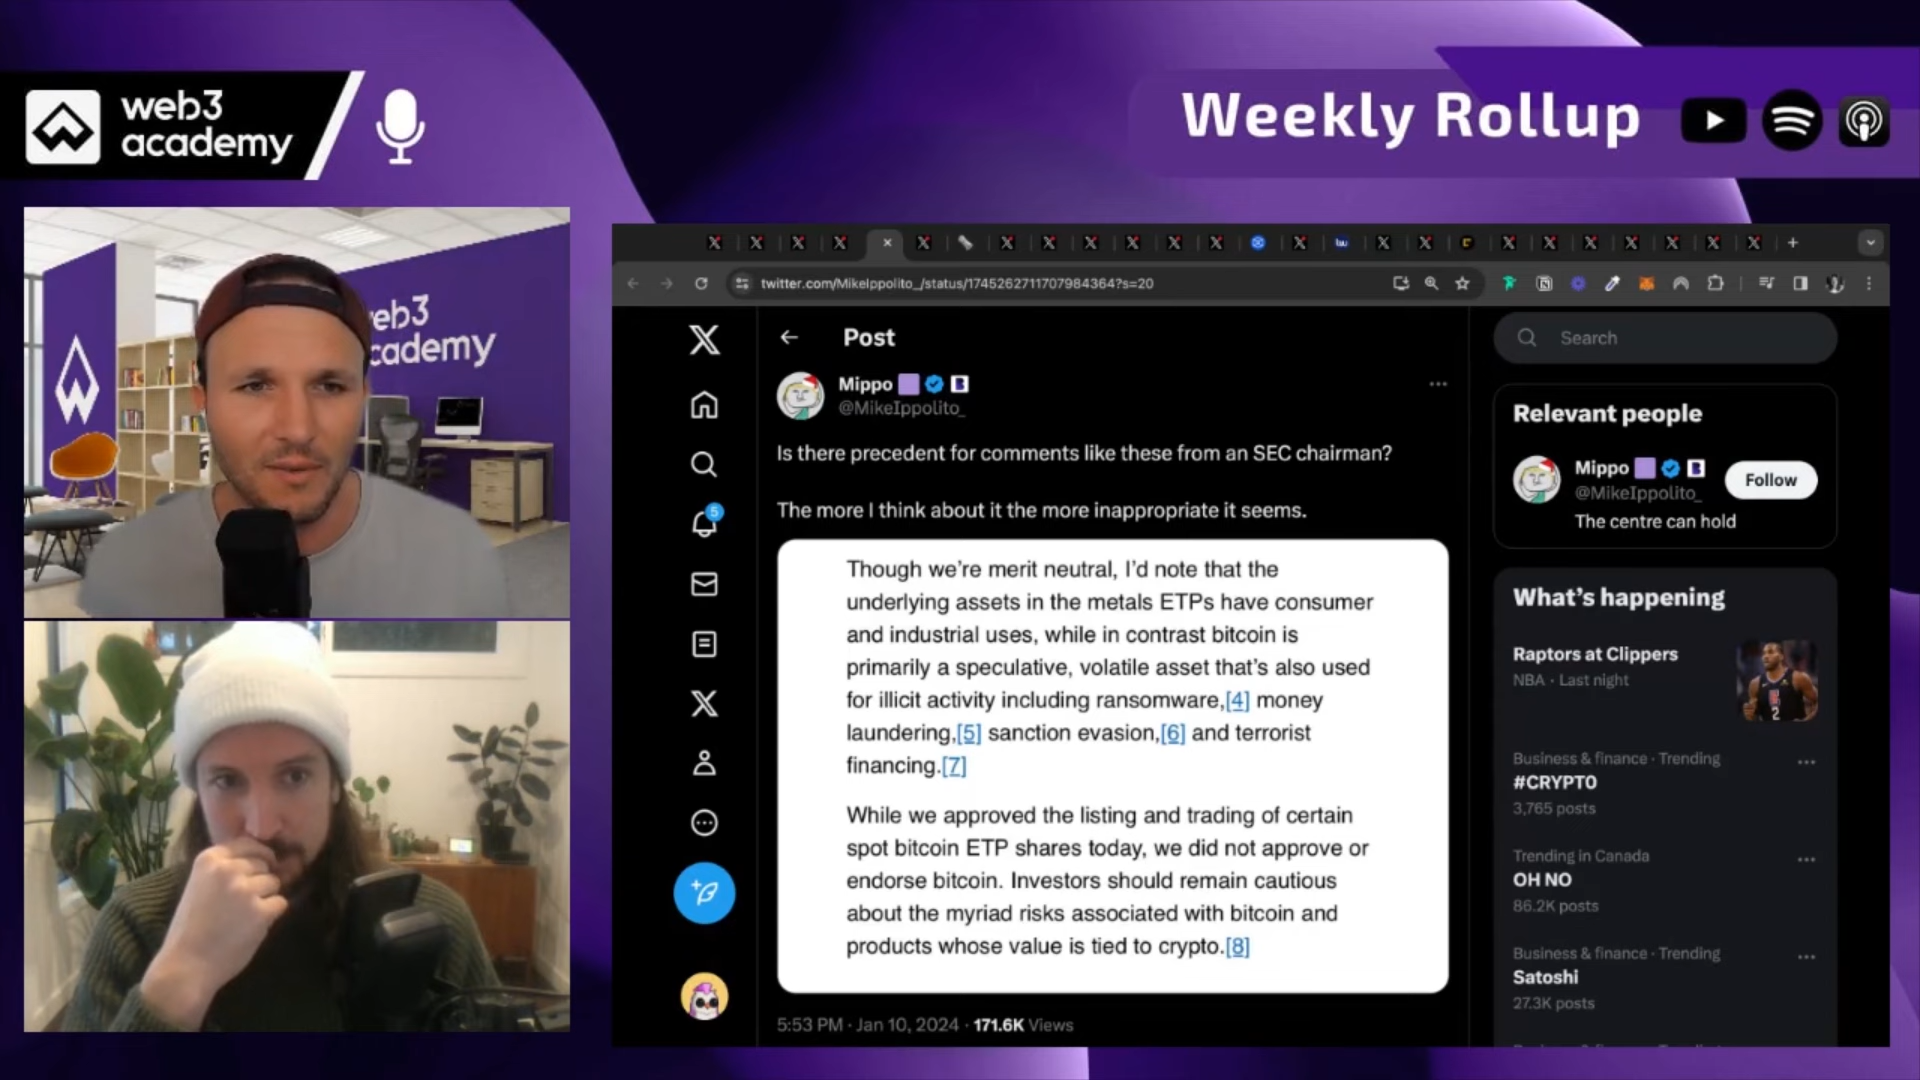 web3
academy
Weekly Rollup
web3
academy
twitter.com/MikeIppolito_/status/1745262711707984364?s=20
Post
Search
Mippo
@MikeIppolito_
Is there precedent for comments like these from an SEC chairman?
The more I think about it the more inappropriate it seems.
Though we're merit neutral, I'd note that the
underlying assets in the metals ETPs have consumer
and industrial uses, while in contrast bitcoin is
primarily a speculative, volatile asset that's also used
for illicit activity including ransomware,[4] money
laundering,[5] sanction evasion,[6] and terrorist
financing.[7]
While we approved the listing and trading of certain
spot bitcoin ETP shares today, we did not approve or
endorse bitcoin. Investors should remain cautious
about the myriad risks associated with bitcoin and
products whose value is tied to crypto.[8]
5:53 PM · Jan 10, 2024 · 171.6K Views
5
Relevant people
Mippo
@MikeIppolito_
Follow
The centre can hold
What's happening
Raptors at Clippers
NBA · Last night
Business & finance · Trending
#CRYPTO
3,765 posts
Trending in Canada
OH NO
86.2K posts
Business & finance · Trending
Satoshi
27.3K posts